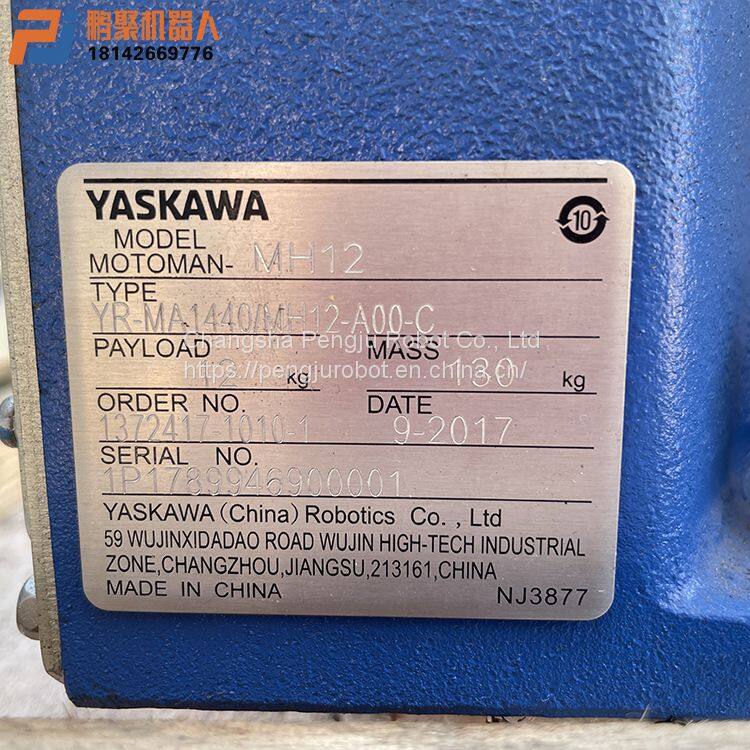 鹏聚机器人
18142669776
YASKAWA
10
MODEL
MOTOMAN- MH12
TYPE
YR-MA1440/MH12-A00-C
Changsha Pengju Robot Co., Ltd
PAYLOAD MASS
12 kg 130 kg
https://pengjurobot.en.china.cn/
ORDER NO. DATE
1372417-1010-1 9-2017
SERIAL NO.
1P1789946900001
YASKAWA (China) Robotics Co. , Ltd
59 WUJINXIDADAO ROAD WUJIN HIGH-TECH INDUSTRIAL
ZONE,CHANGZHOU,JIANGSU,213161,CHINA
MADE IN CHINA NJ3877